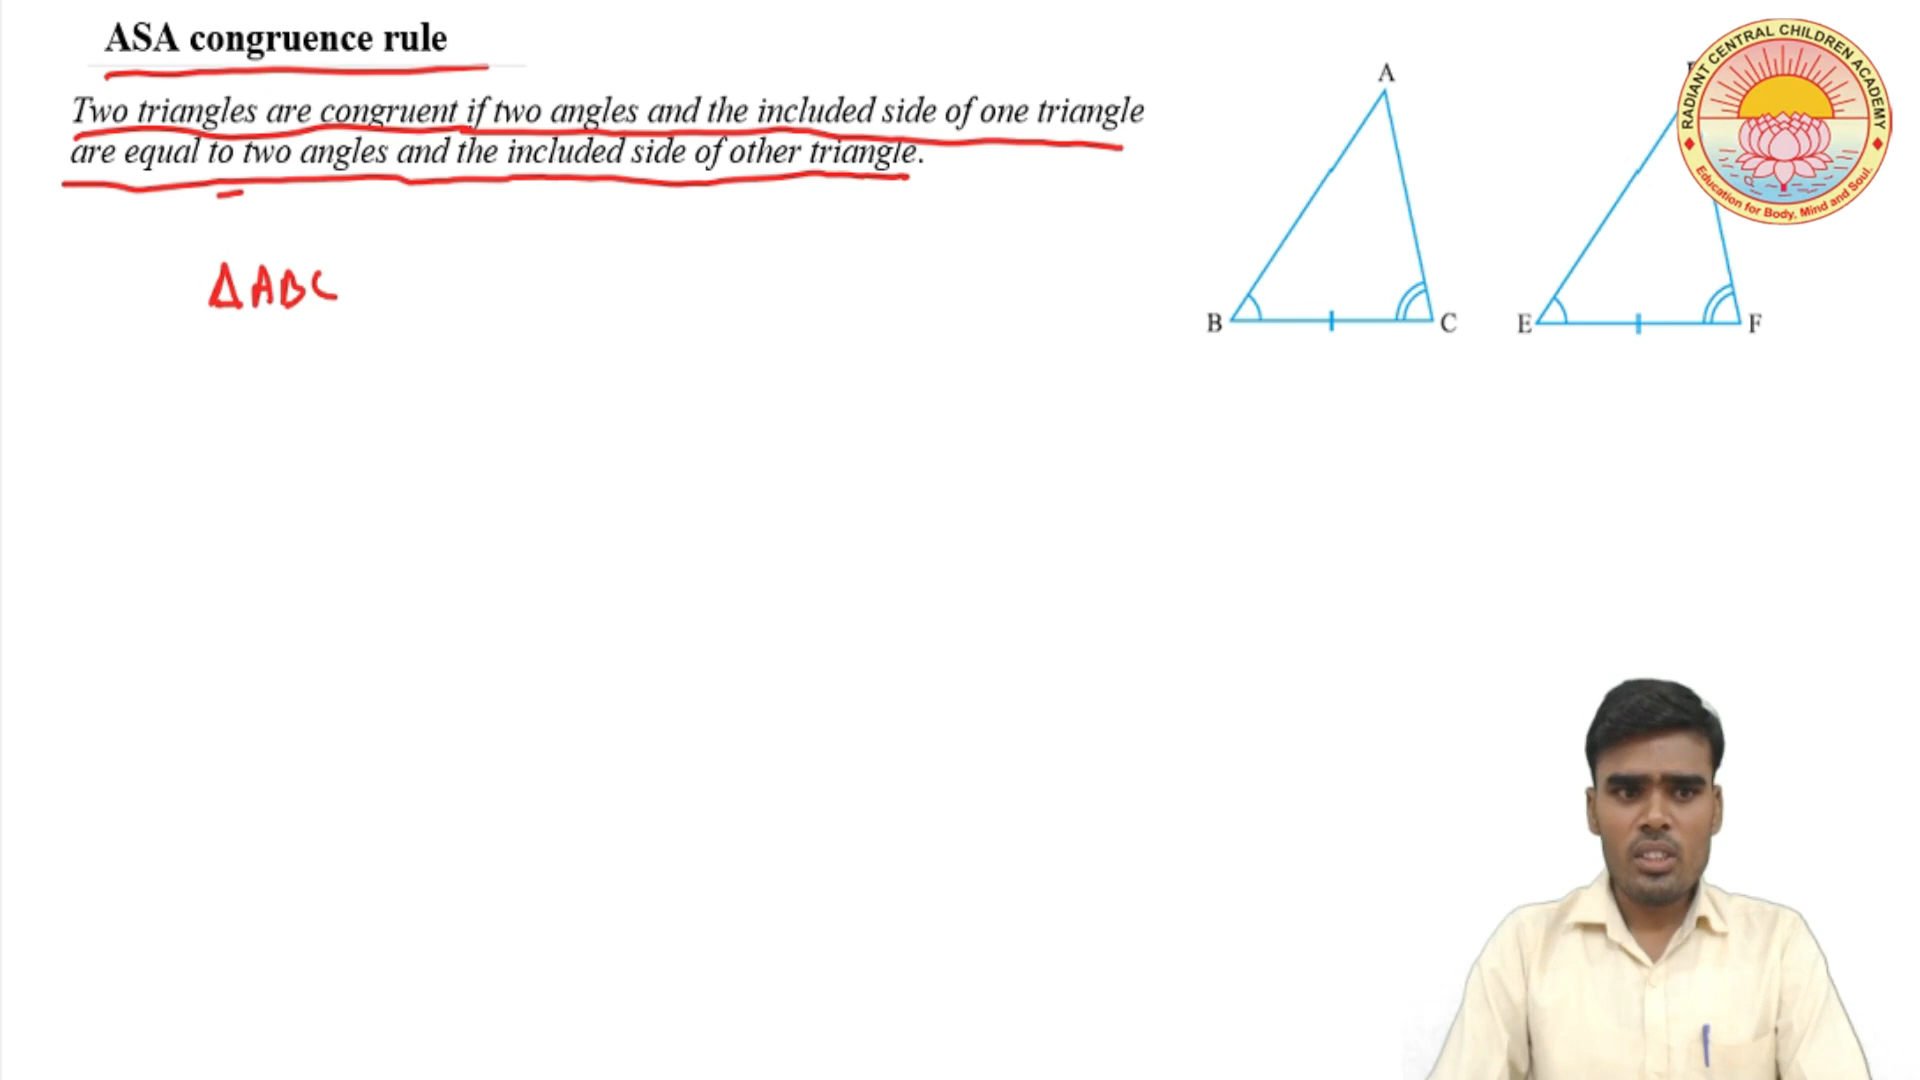 ASA congruence rule
Two triangles are congruent if two angles and the included side of one triangle
are equal to two angles and the included side of other triangle.
Δ ABC
A
B
C
E
F
RADIANT CENTRAL CHILDREN ACADEMY
Education for Body, Mind and Soul.